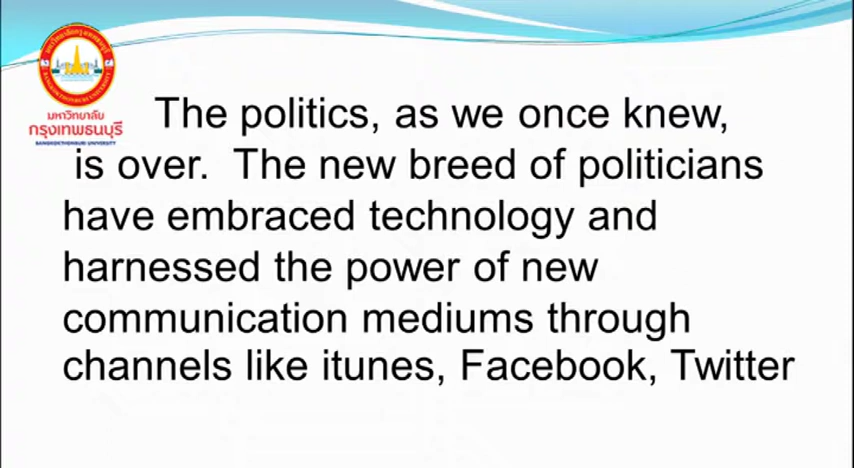 มหาวิทยาลัย
กรุงเทพธนบุรี
BANGKOKTHONBURI UNIVERSITY
The politics, as we once knew,
is over. The new breed of politicians
have embraced technology and
harnessed the power of new
communication mediums through
channels like itunes, Facebook, Twitter